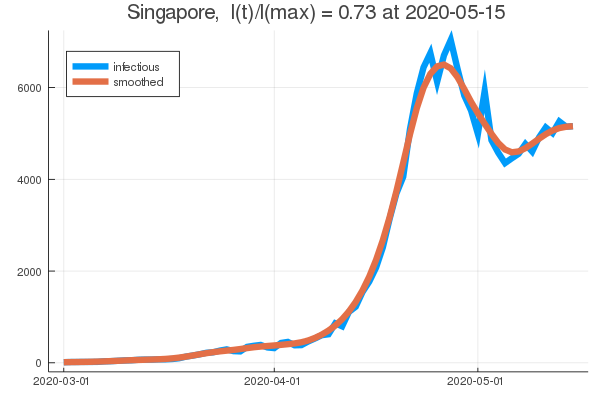 Singapore, I(t)/I(max) = 0.73 at 2020-05-15
infectious
smoothed
6000
4000
2000
0
2020-03-01 2020-04-01 2020-05-01